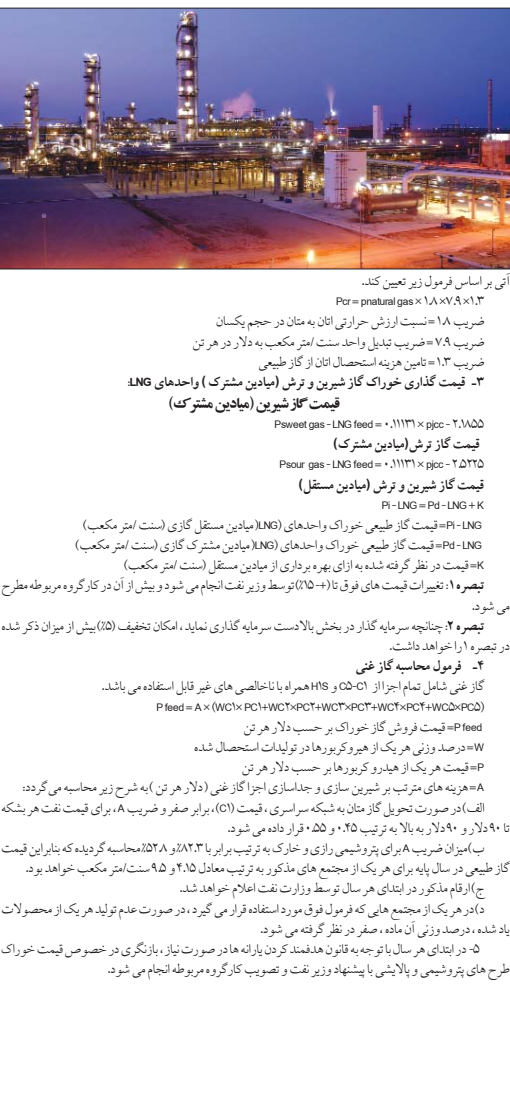 آتی بر اساس فرمول زیر تعیین کند.
Pcr = pnatural gas × ۱.۸ ×۷.۹ ×۱.۳
ضریب ۱.۸ =نسبت ارزش حرارتی اتان به متان در حجم یکسان
ضریب ۷.۹ =ضریب تبدیل واحد سنت /متر مکعب به دلار در هر تن
ضریب ۱.۳ = تامین هزینه استحصال اتان از گاز طبیعی
۳- قیمت گذاری خوراک گاز شیرین و ترش (میادین مشترک ) واحدهای LNG:
قیمت گاز شیرین (میادین مشترک)
Psweet gas - LNG feed = ۰.۱۱۱۳۱ × pjcc - ۲.۱۸۵۵
قیمت گاز ترش(میادین مشترک)
Psour gas - LNG feed = ۰.۱۱۱۳۱ × pjcc - ۲.۵۲۲۵
قیمت گاز شیرین و ترش (میادین مستقل)
Pi - LNG = Pd - LNG + K
Pi - LNG=قیمت گاز طبیعی خوراک واحدهای (LNG(میادین مستقل گازی (سنت /متر مکعب)
Pd - LNG=قیمت گاز طبیعی خوراک واحدهای (LNG(میادین مشترک گازی (سنت /متر مکعب)
K=قیمت در نظر گرفته شده به ازای بهره برداری از میادین مستقل (سنت /متر مکعب)
تبصره ۱: تغییرات قیمت های فوق تا(+-۱۵٪)توسط وزیر نفت انجام می شود و بیش از آن در کارگروه مربوطه مطرح
می شود.
تبصره ۲: چنانچه سرمایه گذار در بخش بالادست سرمایه گذاری نماید ، امکان تخفیف (۵٪)بیش از میزان ذکر شده
در تبصره ۱ را خواهد داشت.
۴- فرمول محاسبه گاز غنی
گاز غنی شامل تمام اجزا از C۵-C۱ و H۱S همراه با ناخالصی های غیر قابل استفاده می باشد.
P feed = A × (WC۱× PC۱+WC۲×PC۲+WC۳×PC۳+WC۴×PC۴+WC۵×PC۵)
P feed=قیمت فروش گاز خوراک بر حسب دلار هر تن
W=درصد وزنی هر یک از هیروکربورها در تولیدات استحصال شده
P=قیمت هر یک از هیدرو کربورها بر حسب دلار هر تن
A=هزینه های مترتب بر شیرین سازی و جداسازی اجزا گاز غنی ( دلار هر تن ) به شرح زیر محاسبه می گردد:
الف)در صورت تحویل گاز متان به شبکه سراسری ، قیمت (C۱)، برابر صفر و ضریب A، برای قیمت نفت هر بشکه
تا ۹۰ دلار و ۹۰ دلار به بالا به ترتیب ۰.۴۵ و ۰.۵۵ قرار داده می شود.
ب)میزان ضریب A برای پتروشیمی رازی و خارک به ترتیب برابر با ۸۲.۳٪و ۵۲.۸٪محاسبه گردیده که بنابراین قیمت
گاز طبیعی در سال پایه برای هر یک از مجتمع های مذکور به ترتیب معادل ۴.۱۵ و ۹.۵ سنت/متر مکعب خواهد بود.
ج)ارقام مذکور در ابتدای هر سال توسط وزارت نفت اعلام خواهد شد.
د)در هر یک از مجتمع هایی که فرمول فوق مورد استفاده قرار می گیرد ، در صورت عدم تولید هر یک از محصولات
یاد شده ، درصد وزنی آن ماده ، صفر در نظر گرفته می شود.
۵- در ابتدای هر سال با توجه به قانون هدفمند کردن یارانه ها در صورت نیاز ، بازنگری در خصوص قیمت خوراک
طرح های پتروشیمی و پالایشی با پیشنهاد وزیر نفت و تصویب کارگروه مربوطه انجام می شود.